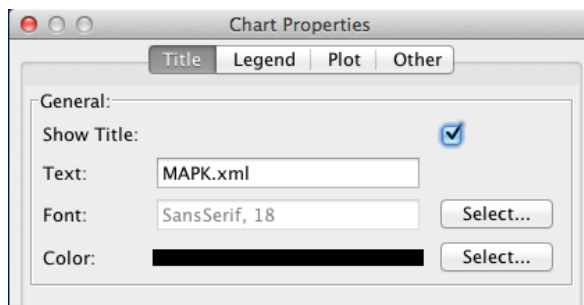 Chart Properties
Title Legend Plot Other
General:
Show Title:
Text: MAPK.xml
Font: SansSerif, 18 Select...
Color: Select...